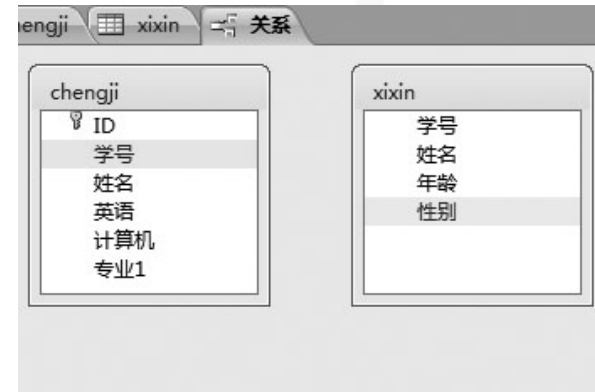 engji xixin 关系
chengji
ID
学号
姓名
英语
计算机
专业1
xixin
学号
姓名
年龄
性别